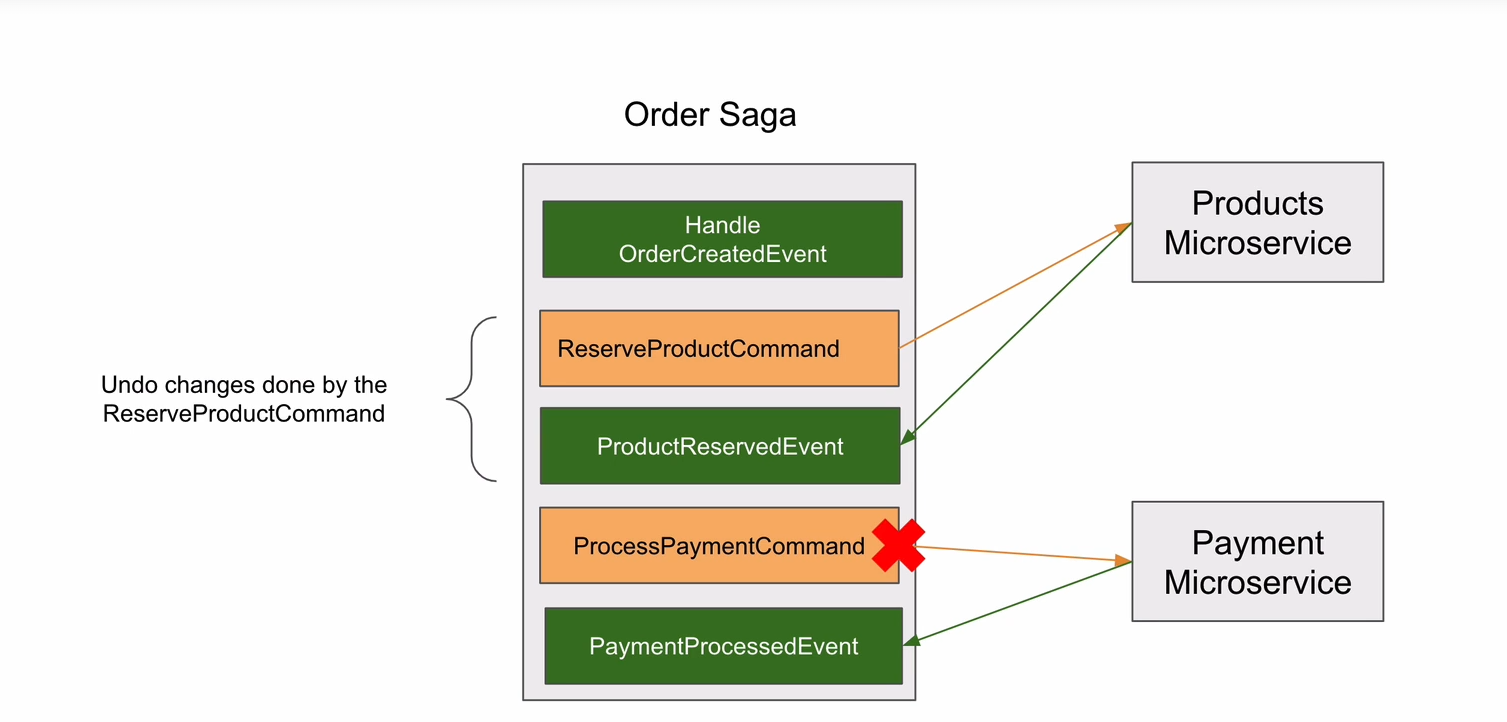 Order Saga
Handle
OrderCreatedEvent
ReserveProductCommand
ProductReservedEvent
ProcessPaymentCommand
PaymentProcessedEvent
Undo changes done by the
ReserveProductCommand
Products
Microservice
Payment
Microservice